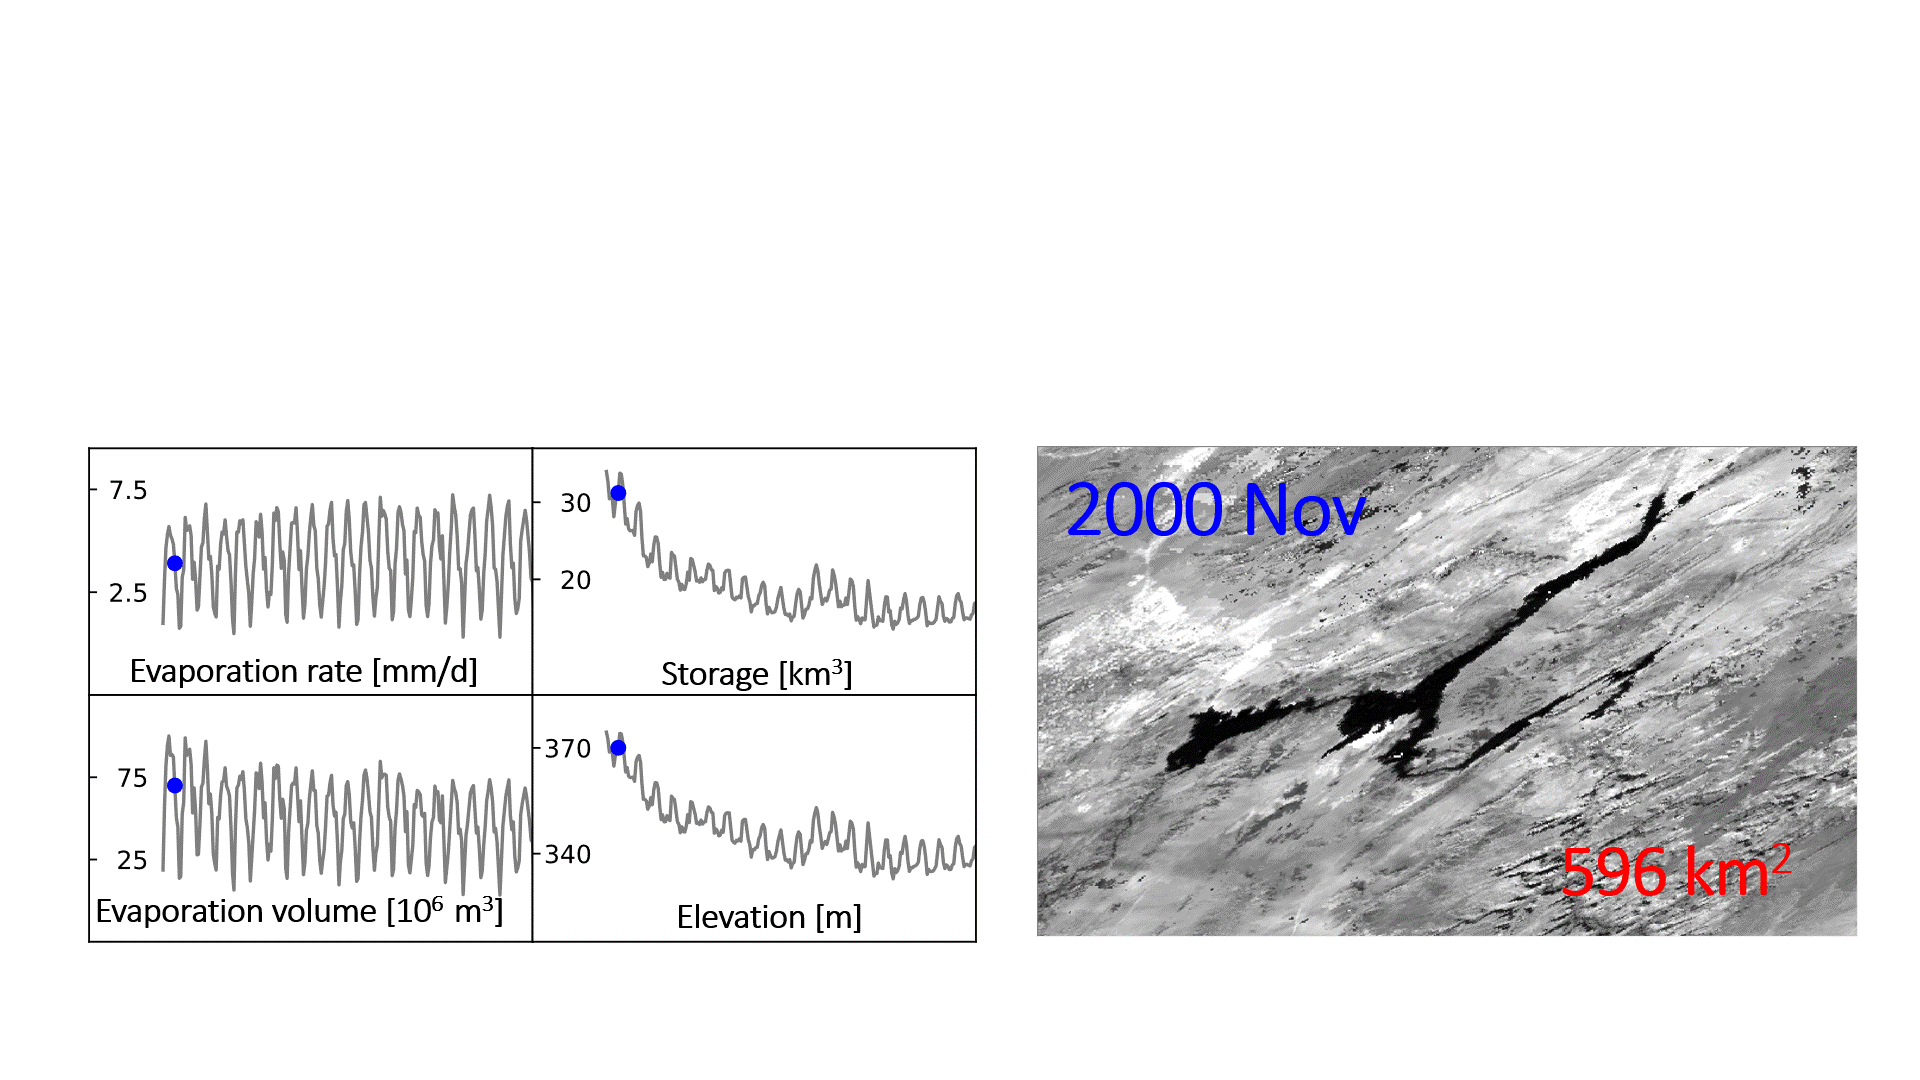 7.5
2.5
Evaporation rate [mm/d]
30
20
Storage [km³]
75
25
Evaporation volume [10⁶ m³]
370
340
Elevation [m]
2000 Nov
596 km²